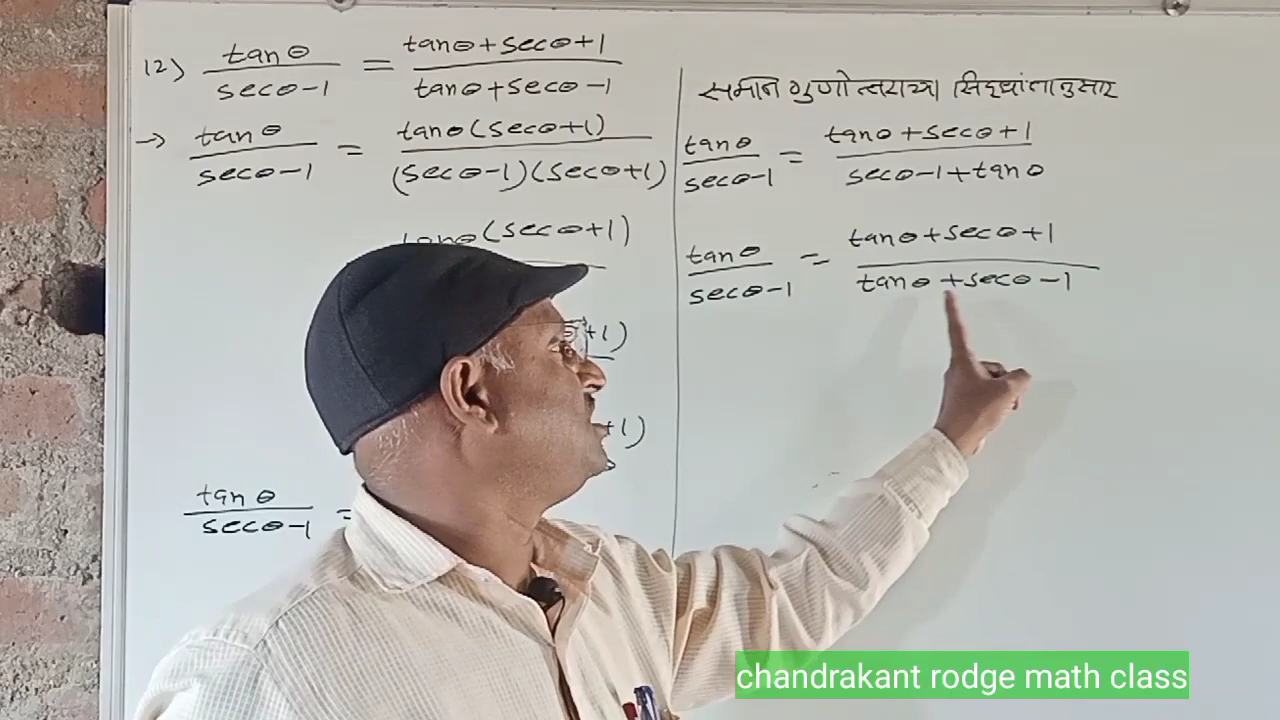 12) tanθ / secθ-1 = tanθ+secθ+1 / tanθ+secθ-1
→ tanθ / secθ-1 = tanθ(secθ+1) / (secθ-1)(secθ+1)
tanθ(secθ+1)
+1)
+1)
tanθ / secθ-1 =
समान गुणोत्तराच्या सिद्धांतानुसार
tanθ / secθ-1 = tanθ+secθ+1 / secθ-1+tanθ
tanθ / secθ-1 = tanθ+secθ+1 / tanθ+secθ-1
chandrakant rodge math class